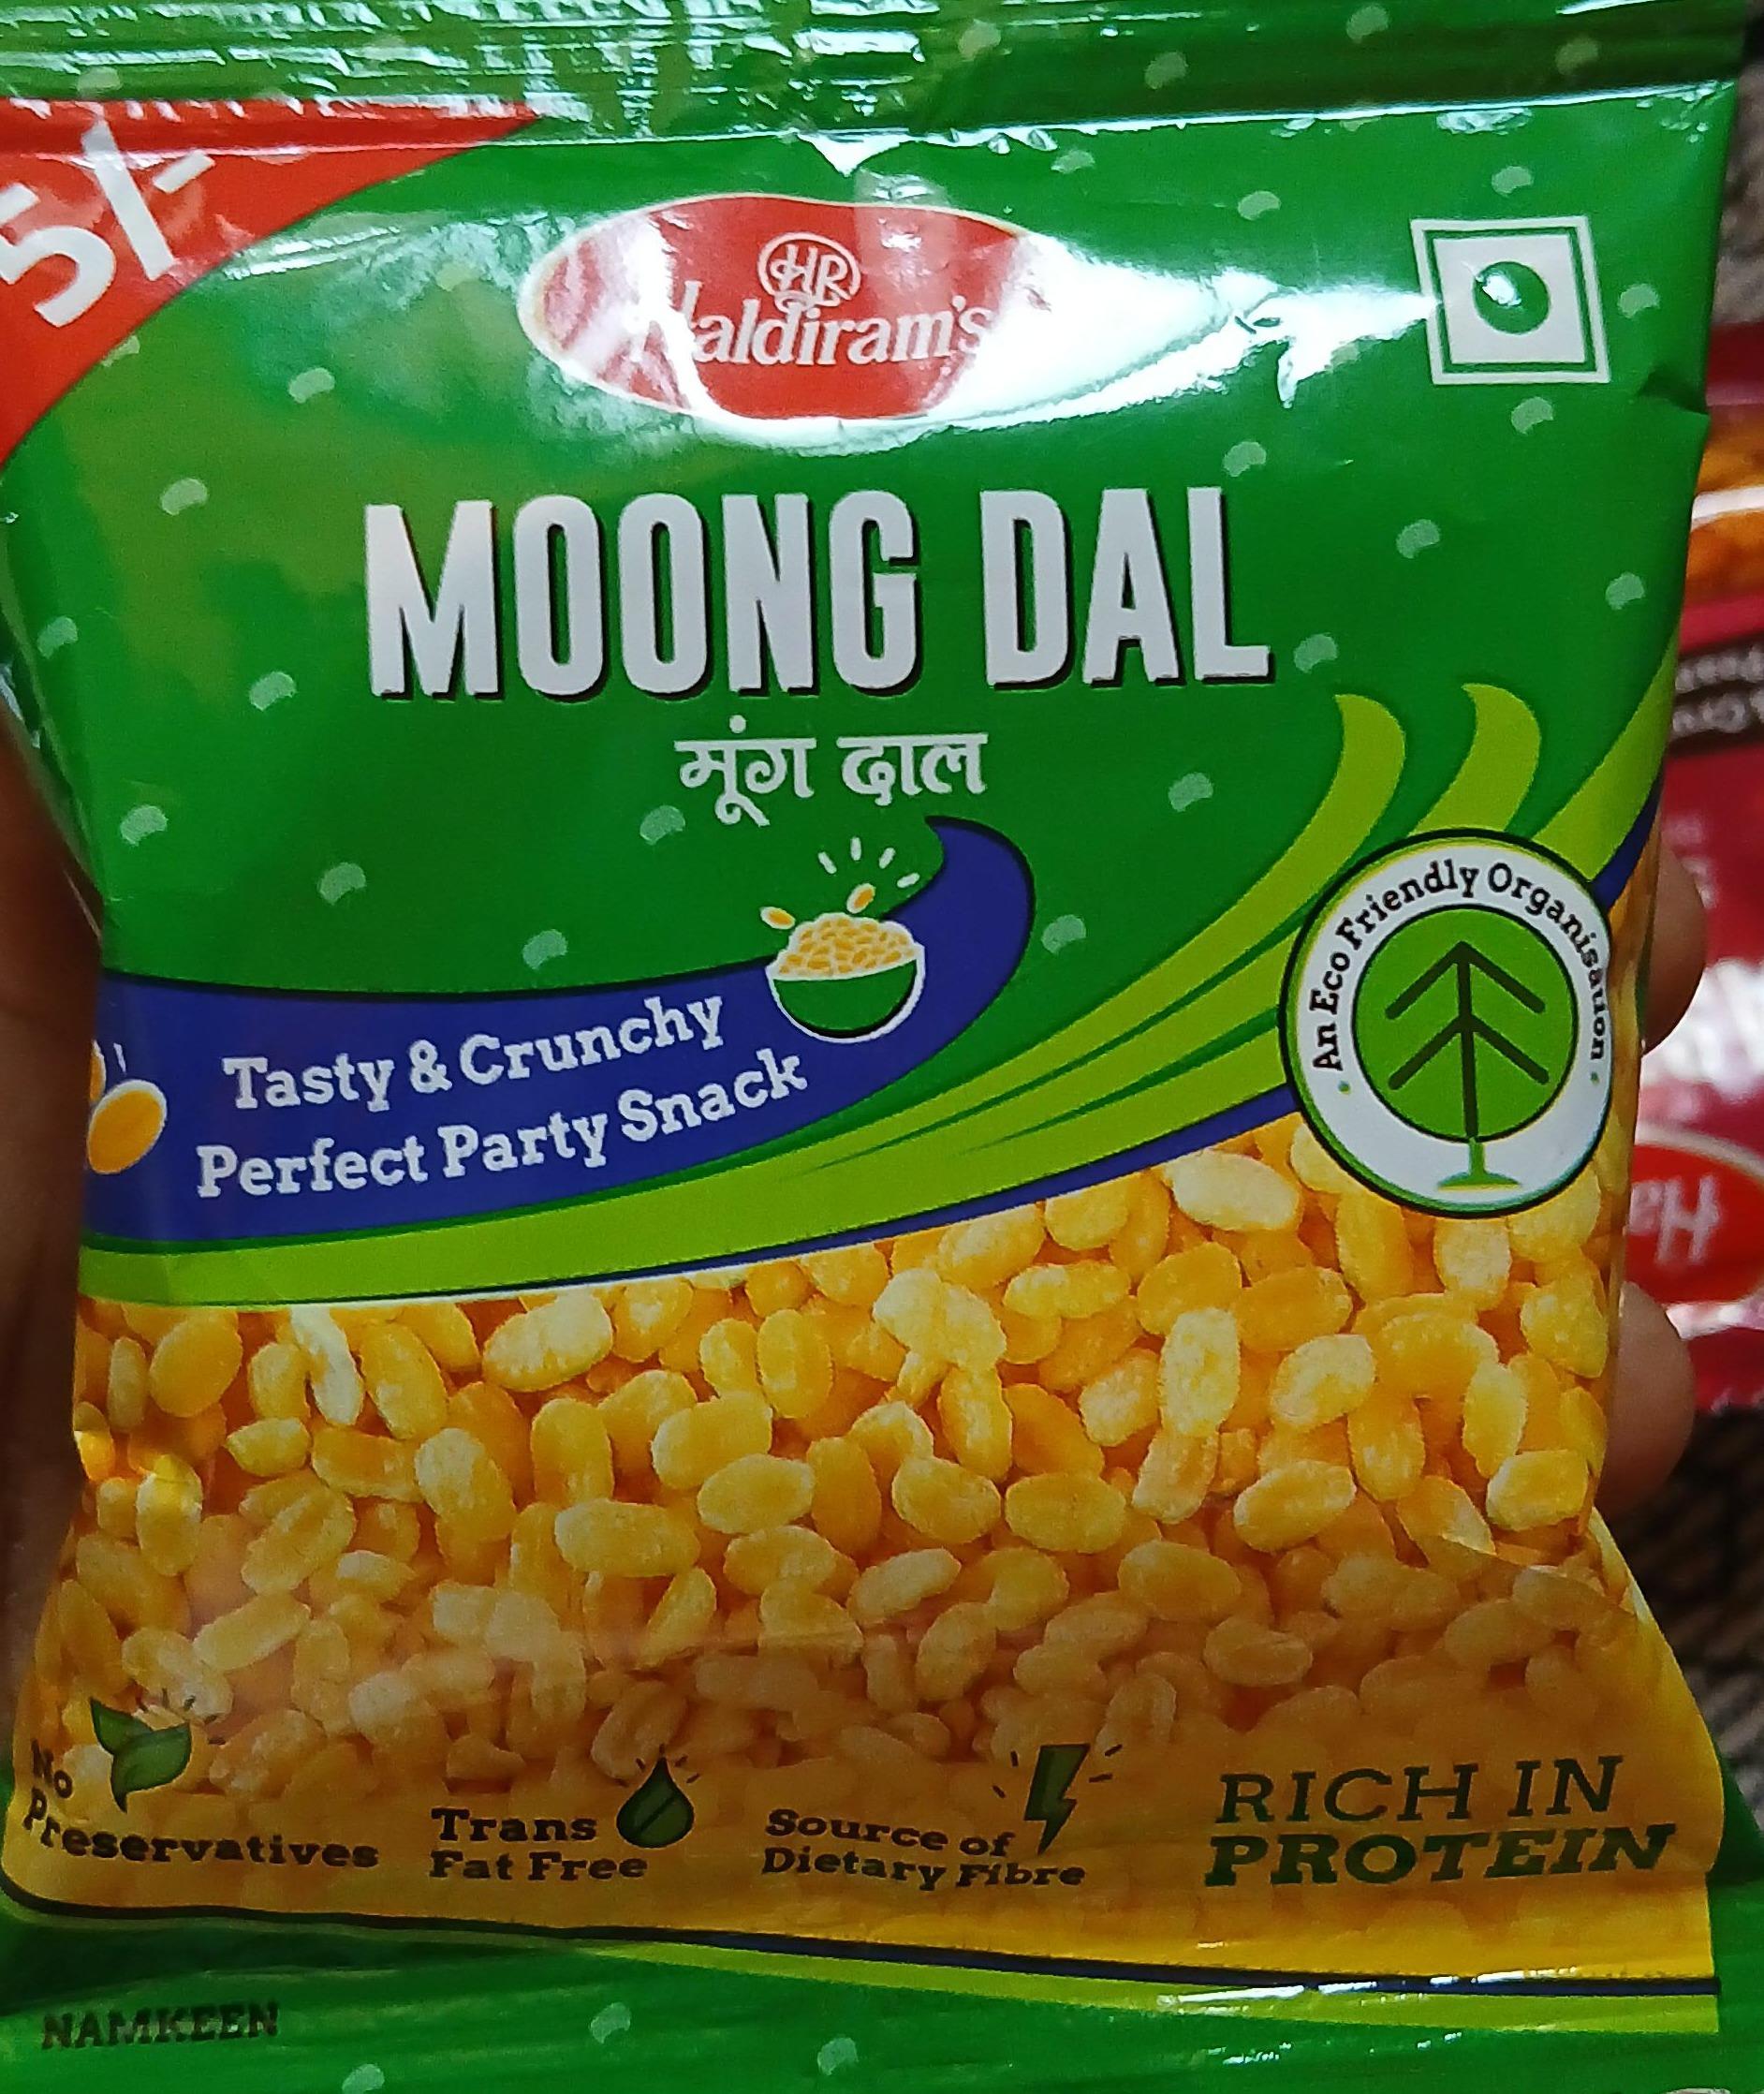 5/-
HR
Haldiram's
MOONG DAL
मूंग दाल
An Eco Friendly Organisation
Tasty & Crunchy
Perfect Party Snack
No
Preservatives
Trans
Fat Free
Source of
Dietary Fibre
RICH IN
PROTEIN
NAMKEEN
Ha